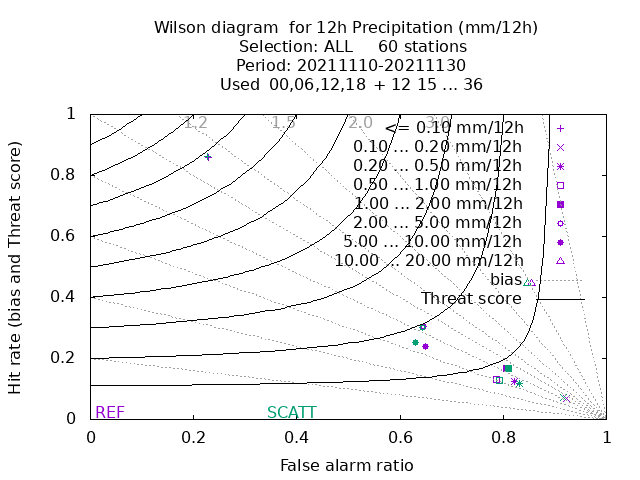 Wilson diagram  for 12h Precipitation (mm/12h)
Selection: ALL     60 stations
Period: 20211110-20211130
Used  00,06,12,18  + 12 15 ... 36
1.2 1.5 2.0 3.0
<= 0.10 mm/12h
0.10 ... 0.20 mm/12h
0.20 ... 0.50 mm/12h
0.50 ... 1.00 mm/12h
1.00 ... 2.00 mm/12h
2.00 ... 5.00 mm/12h
5.00 ... 10.00 mm/12h
10.00 ... 20.00 mm/12h
bias
Threat score
Hit rate (bias and Threat score)
1
0.8
0.6
0.4
0.2
0
REF SCATT
0 0.2 0.4 0.6 0.8 1
False alarm ratio